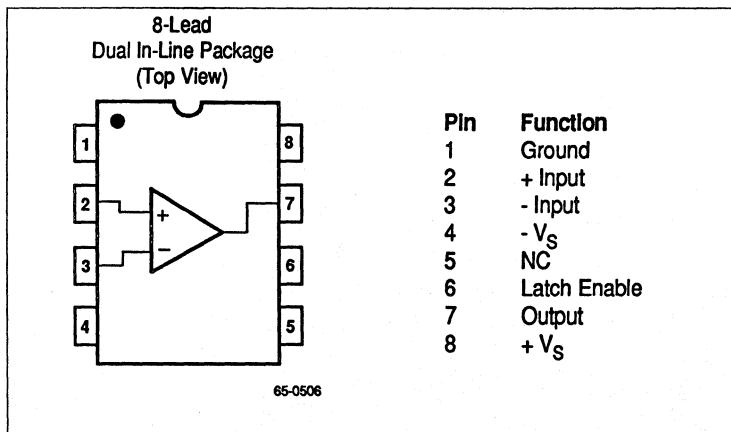 8-Lead
Dual In-Line Package
(Top View)
1
8
2
+
7
3
−
6
4
5
65-0506
Pin Function
1 Ground
2 + Input
3 - Input
4 - VS
5 NC
6 Latch Enable
7 Output
8 + VS